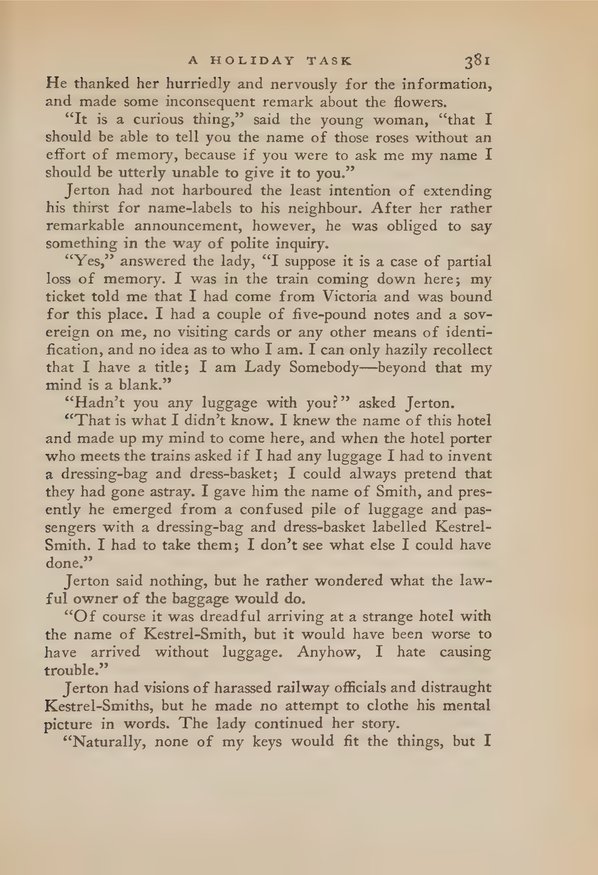 A HOLIDAY TASK 381
He thanked her hurriedly and nervously for the information,
and made some inconsequent remark about the flowers.
“It is a curious thing,” said the young woman, “that I
should be able to tell you the name of those roses without an
effort of memory, because if you were to ask me my name I
should be utterly unable to give it to you.”
Jerton had not harboured the least intention of extending
his thirst for name-labels to his neighbour. After her rather
remarkable announcement, however, he was obliged to say
something in the way of polite inquiry.
“Yes,” answered the lady, “I suppose it is a case of partial
loss of memory. I was in the train coming down here; my
ticket told me that I had come from Victoria and was bound
for this place. I had a couple of five-pound notes and a sov-
ereign on me, no visiting cards or any other means of identi-
fication, and no idea as to who I am. I can only hazily recollect
that I have a title; I am Lady Somebody—beyond that my
mind is a blank.”
“Hadn’t you any luggage with you?” asked Jerton.
“That is what I didn’t know. I knew the name of this hotel
and made up my mind to come here, and when the hotel porter
who meets the trains asked if I had any luggage I had to invent
a dressing-bag and dress-basket; I could always pretend that
they had gone astray. I gave him the name of Smith, and pres-
ently he emerged from a confused pile of luggage and pas-
sengers with a dressing-bag and dress-basket labelled Kestrel-
Smith. I had to take them; I don’t see what else I could have
done.”
Jerton said nothing, but he rather wondered what the law-
ful owner of the baggage would do.
“Of course it was dreadful arriving at a strange hotel with
the name of Kestrel-Smith, but it would have been worse to
have arrived without luggage. Anyhow, I hate causing
trouble.”
Jerton had visions of harassed railway officials and distraught
Kestrel-Smiths, but he made no attempt to clothe his mental
picture in words. The lady continued her story.
“Naturally, none of my keys would fit the things, but I